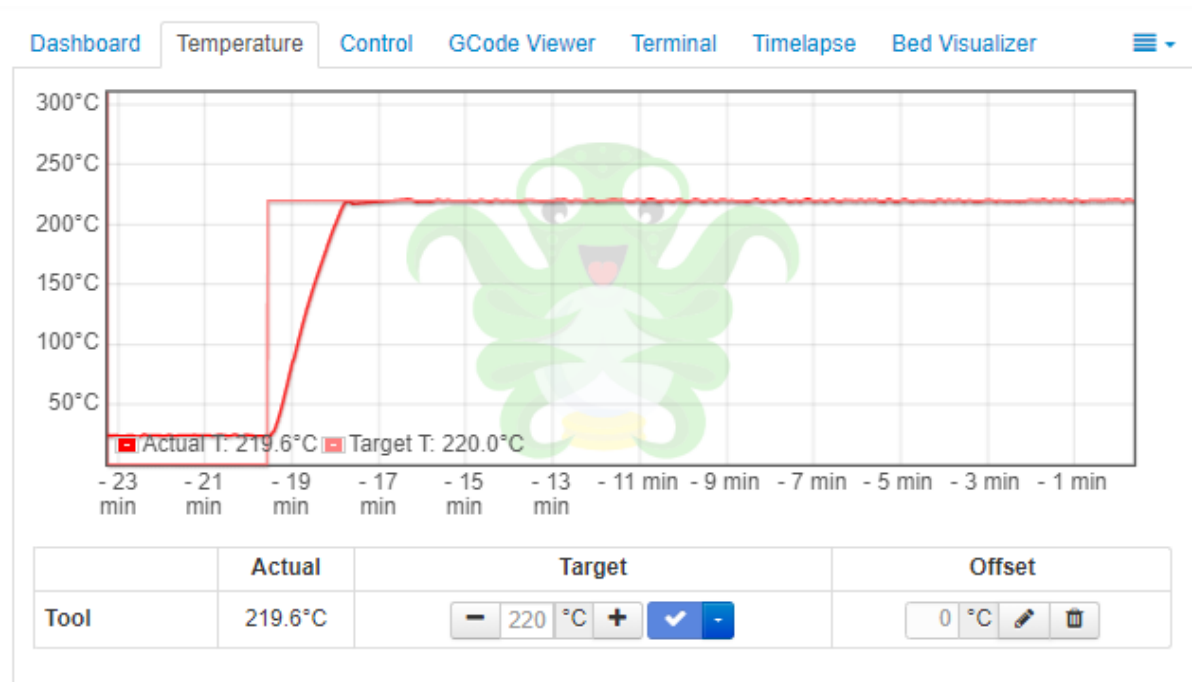 Dashboard Temperature Control GCode Viewer Terminal Timelapse Bed Visualizer
300°C
250°C
200°C
150°C
100°C
50°C
Actual T: 219.6°C Target T: 220.0°C
- 23 min - 21 min - 19 min - 17 min - 15 min - 13 min - 11 min - 9 min - 7 min - 5 min - 3 min - 1 min
Actual Target Offset
Tool 219.6°C 220 °C 0 °C